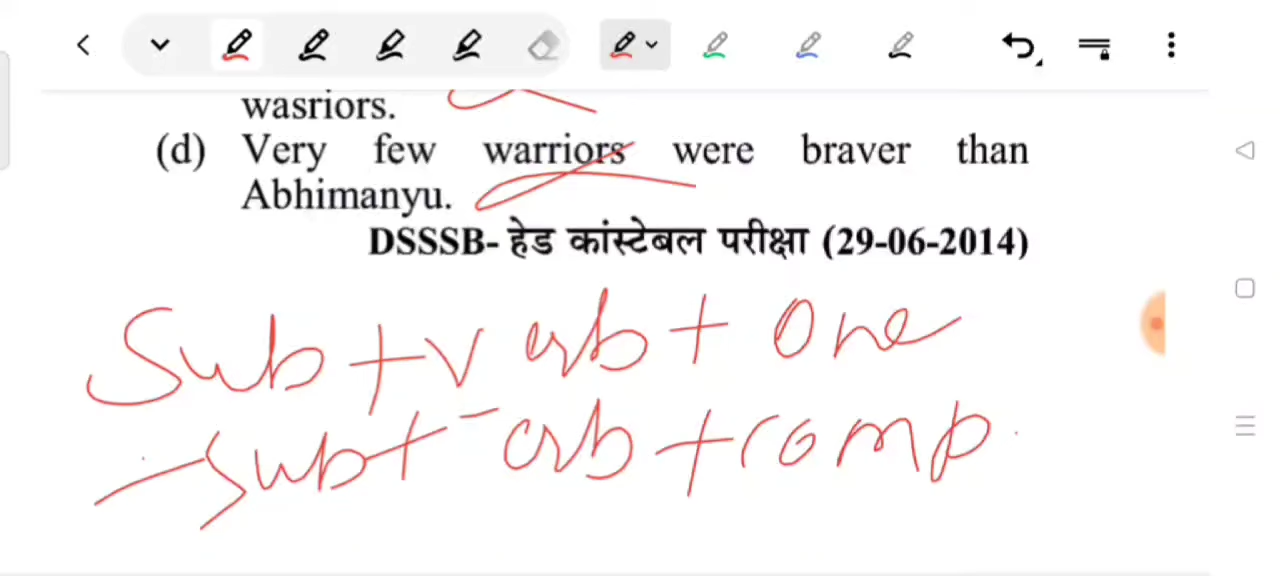 wasriors.
(d) Very few warriors were braver than
Abhimanyu.
DSSSB- हेड कांस्टेबल परीक्षा (29-06-2014)
Sub + Verb + One
Sub + erb + comp